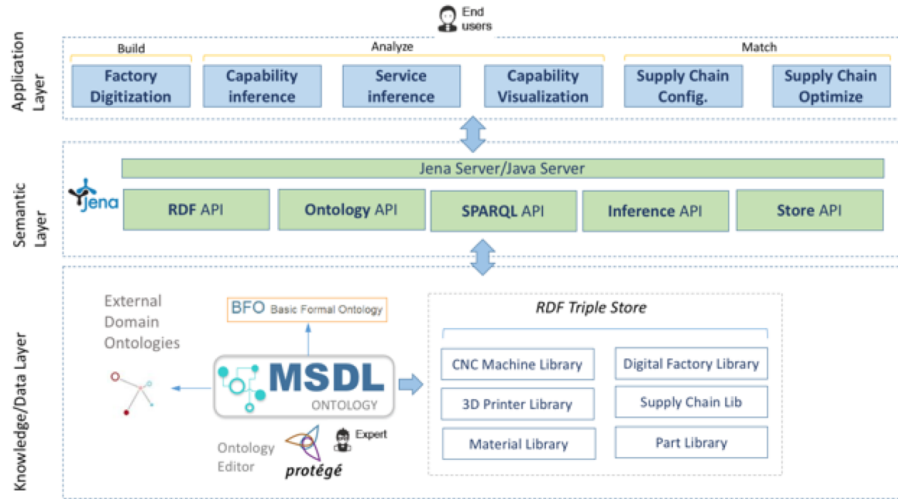 End
users
Application
Layer
Build
Analyze
Match
Factory
Digitization
Capability
inference
Service
inference
Capability
Visualization
Supply Chain
Config.
Supply Chain
Optimize
Semantic
Layer
Jena
Jena Server/Java Server
RDF API
Ontology API
SPARQL API
Inference API
Store API
Knowledge/Data Layer
External
Domain
Ontologies
BFO Basic Formal Ontology
MSDL
ONTOLOGY
Ontology
Editor
protégé
Expert
RDF Triple Store
CNC Machine Library
Digital Factory Library
3D Printer Library
Supply Chain Lib
Material Library
Part Library